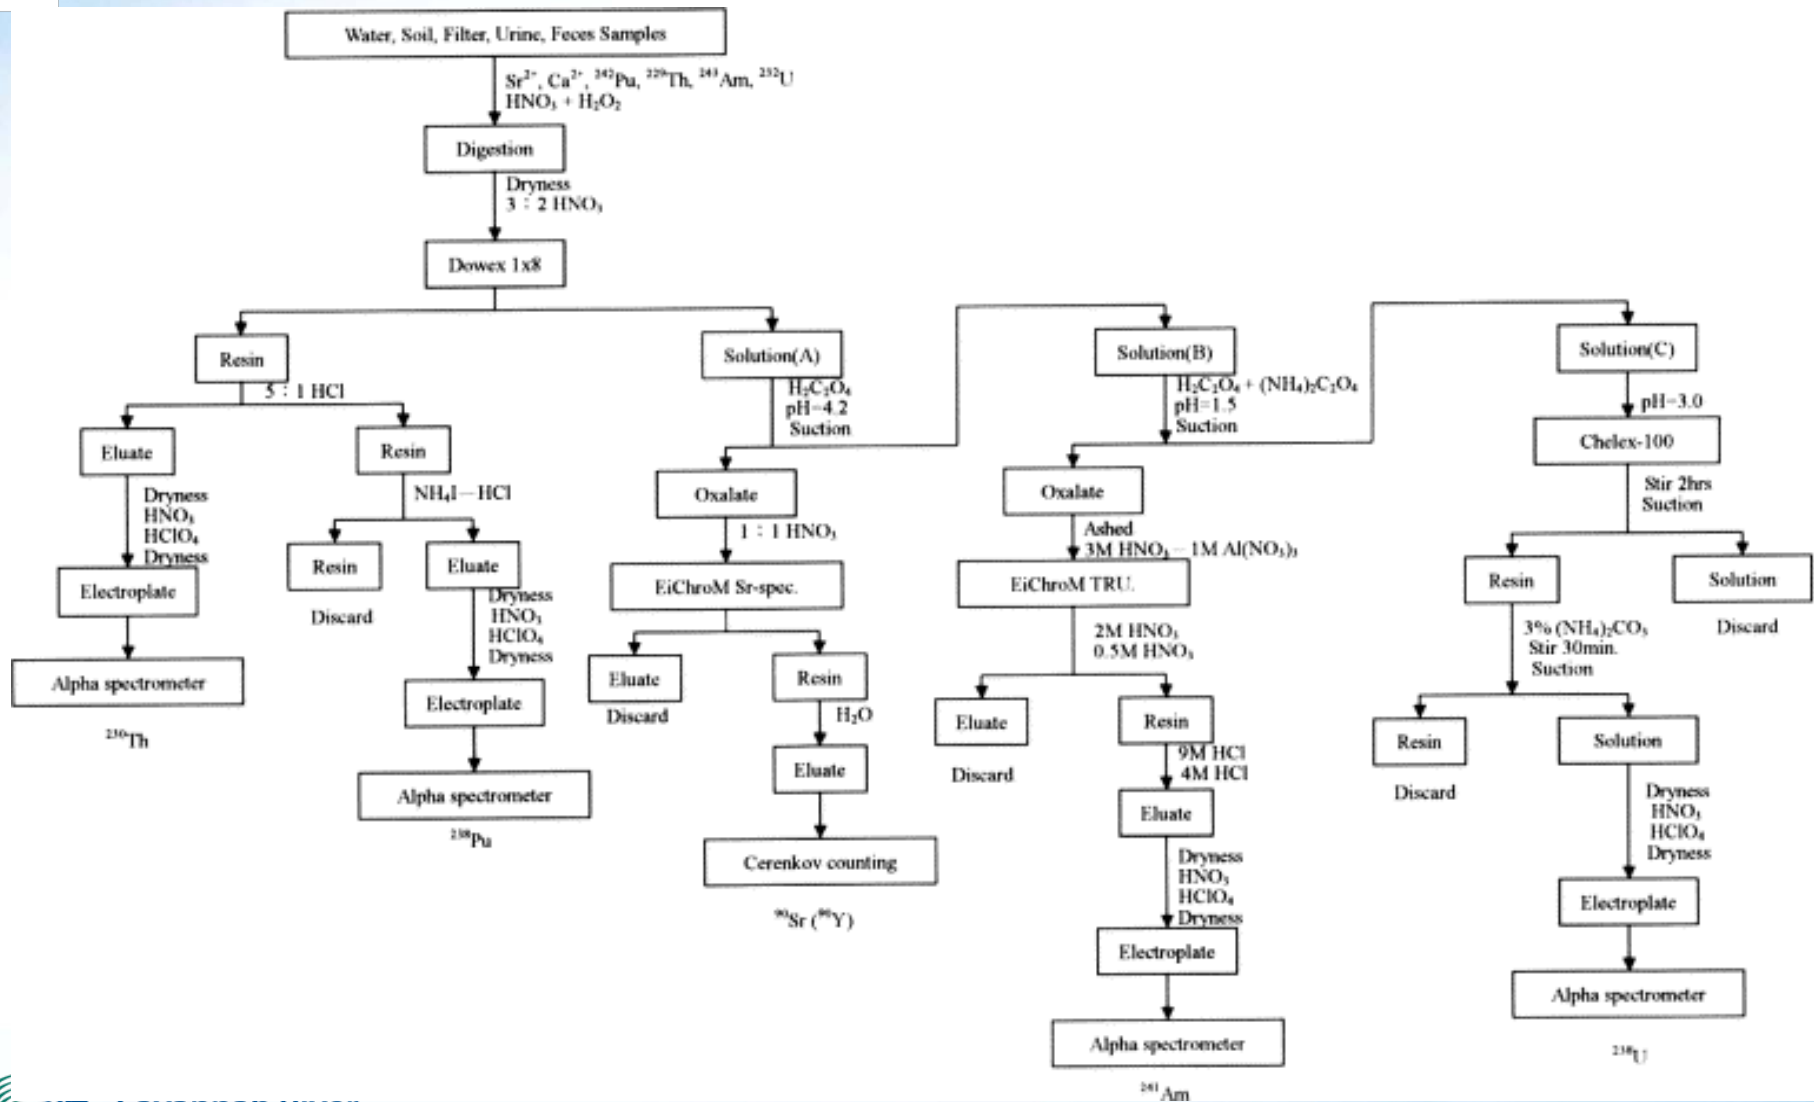 Water, Soil, Filter, Urine, Feces Samples
Sr²⁺, Ca²⁺, ²⁴²Pu, ²²⁹Th, ²⁴³Am, ²³²U
HNO₃ + H₂O₂
Digestion
Dryness
3 : 2 HNO₃
Dowex 1x8
Resin
5 : 1 HCl
Eluate
Dryness
HNO₃
HClO₄
Dryness
Electroplate
Alpha spectrometer
²³⁰Th
Resin
NH₄I－HCl
Resin
Discard
Eluate
Dryness
HNO₃
HClO₄
Dryness
Electroplate
Alpha spectrometer
²³⁸Pu
Solution(A)
H₂C₂O₄
pH=4.2
Suction
Oxalate
1 : 1 HNO₃
EiChroM Sr-spec.
Eluate
Discard
Resin
H₂O
Eluate
Cerenkov counting
⁹⁰Sr (⁹⁰Y)
Solution(B)
H₂C₂O₄ + (NH₄)₂C₂O₄
pH=1.5
Suction
Oxalate
Ashed
3M HNO₃－1M Al(NO₃)₃
EiChroM TRU.
2M HNO₃
0.5M HNO₃
Eluate
Discard
Resin
9M HCl
4M HCl
Eluate
Dryness
HNO₃
HClO₄
Dryness
Electroplate
Alpha spectrometer
²⁴¹Am
Solution(C)
pH=3.0
Chelex-100
Stir 2hrs
Suction
Resin
Solution
Discard
3% (NH₄)₂CO₃
Stir 30min.
Suction
Resin
Discard
Solution
Dryness
HNO₃
HClO₄
Dryness
Electroplate
Alpha spectrometer
²³⁸U